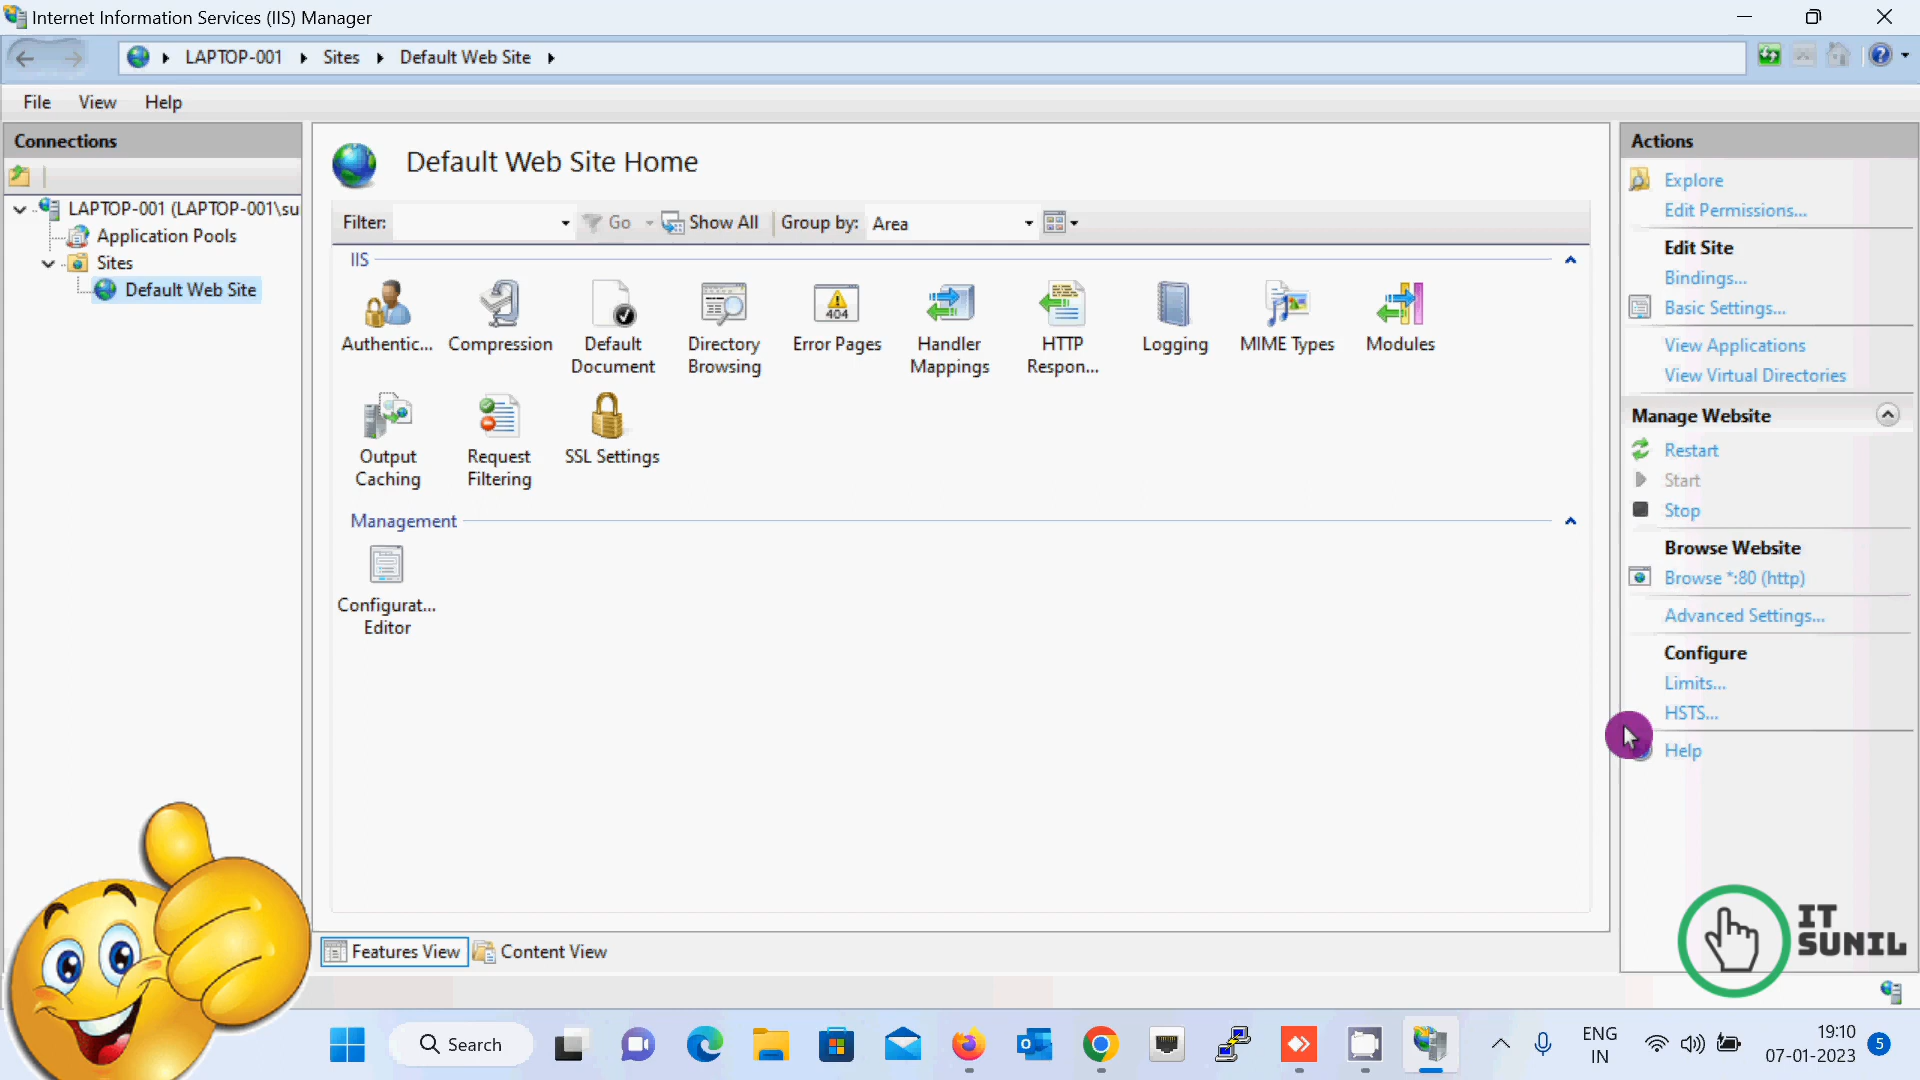 Internet Information Services (IIS) Manager
LAPTOP-001 Sites Default Web Site
File View Help
Connections
LAPTOP-001 (LAPTOP-001\su
Application Pools
Sites
Default Web Site
Default Web Site Home
Filter: Go Show All Group by: Area
IIS
Authentic... Compression Default Document Directory Browsing Error Pages Handler Mappings HTTP Respon... Logging MIME Types Modules
404
Output Caching Request Filtering SSL Settings
Management
Configurat... Editor
Features View Content View
Actions
Explore
Edit Permissions...
Edit Site
Bindings...
Basic Settings...
View Applications
View Virtual Directories
Manage Website
Restart
Start
Stop
Browse Website
Browse *:80 (http)
Advanced Settings...
Configure
Limits...
HSTS...
Help
IT
SUNIL
Search
ENG
IN
19:10
07-01-2023
5